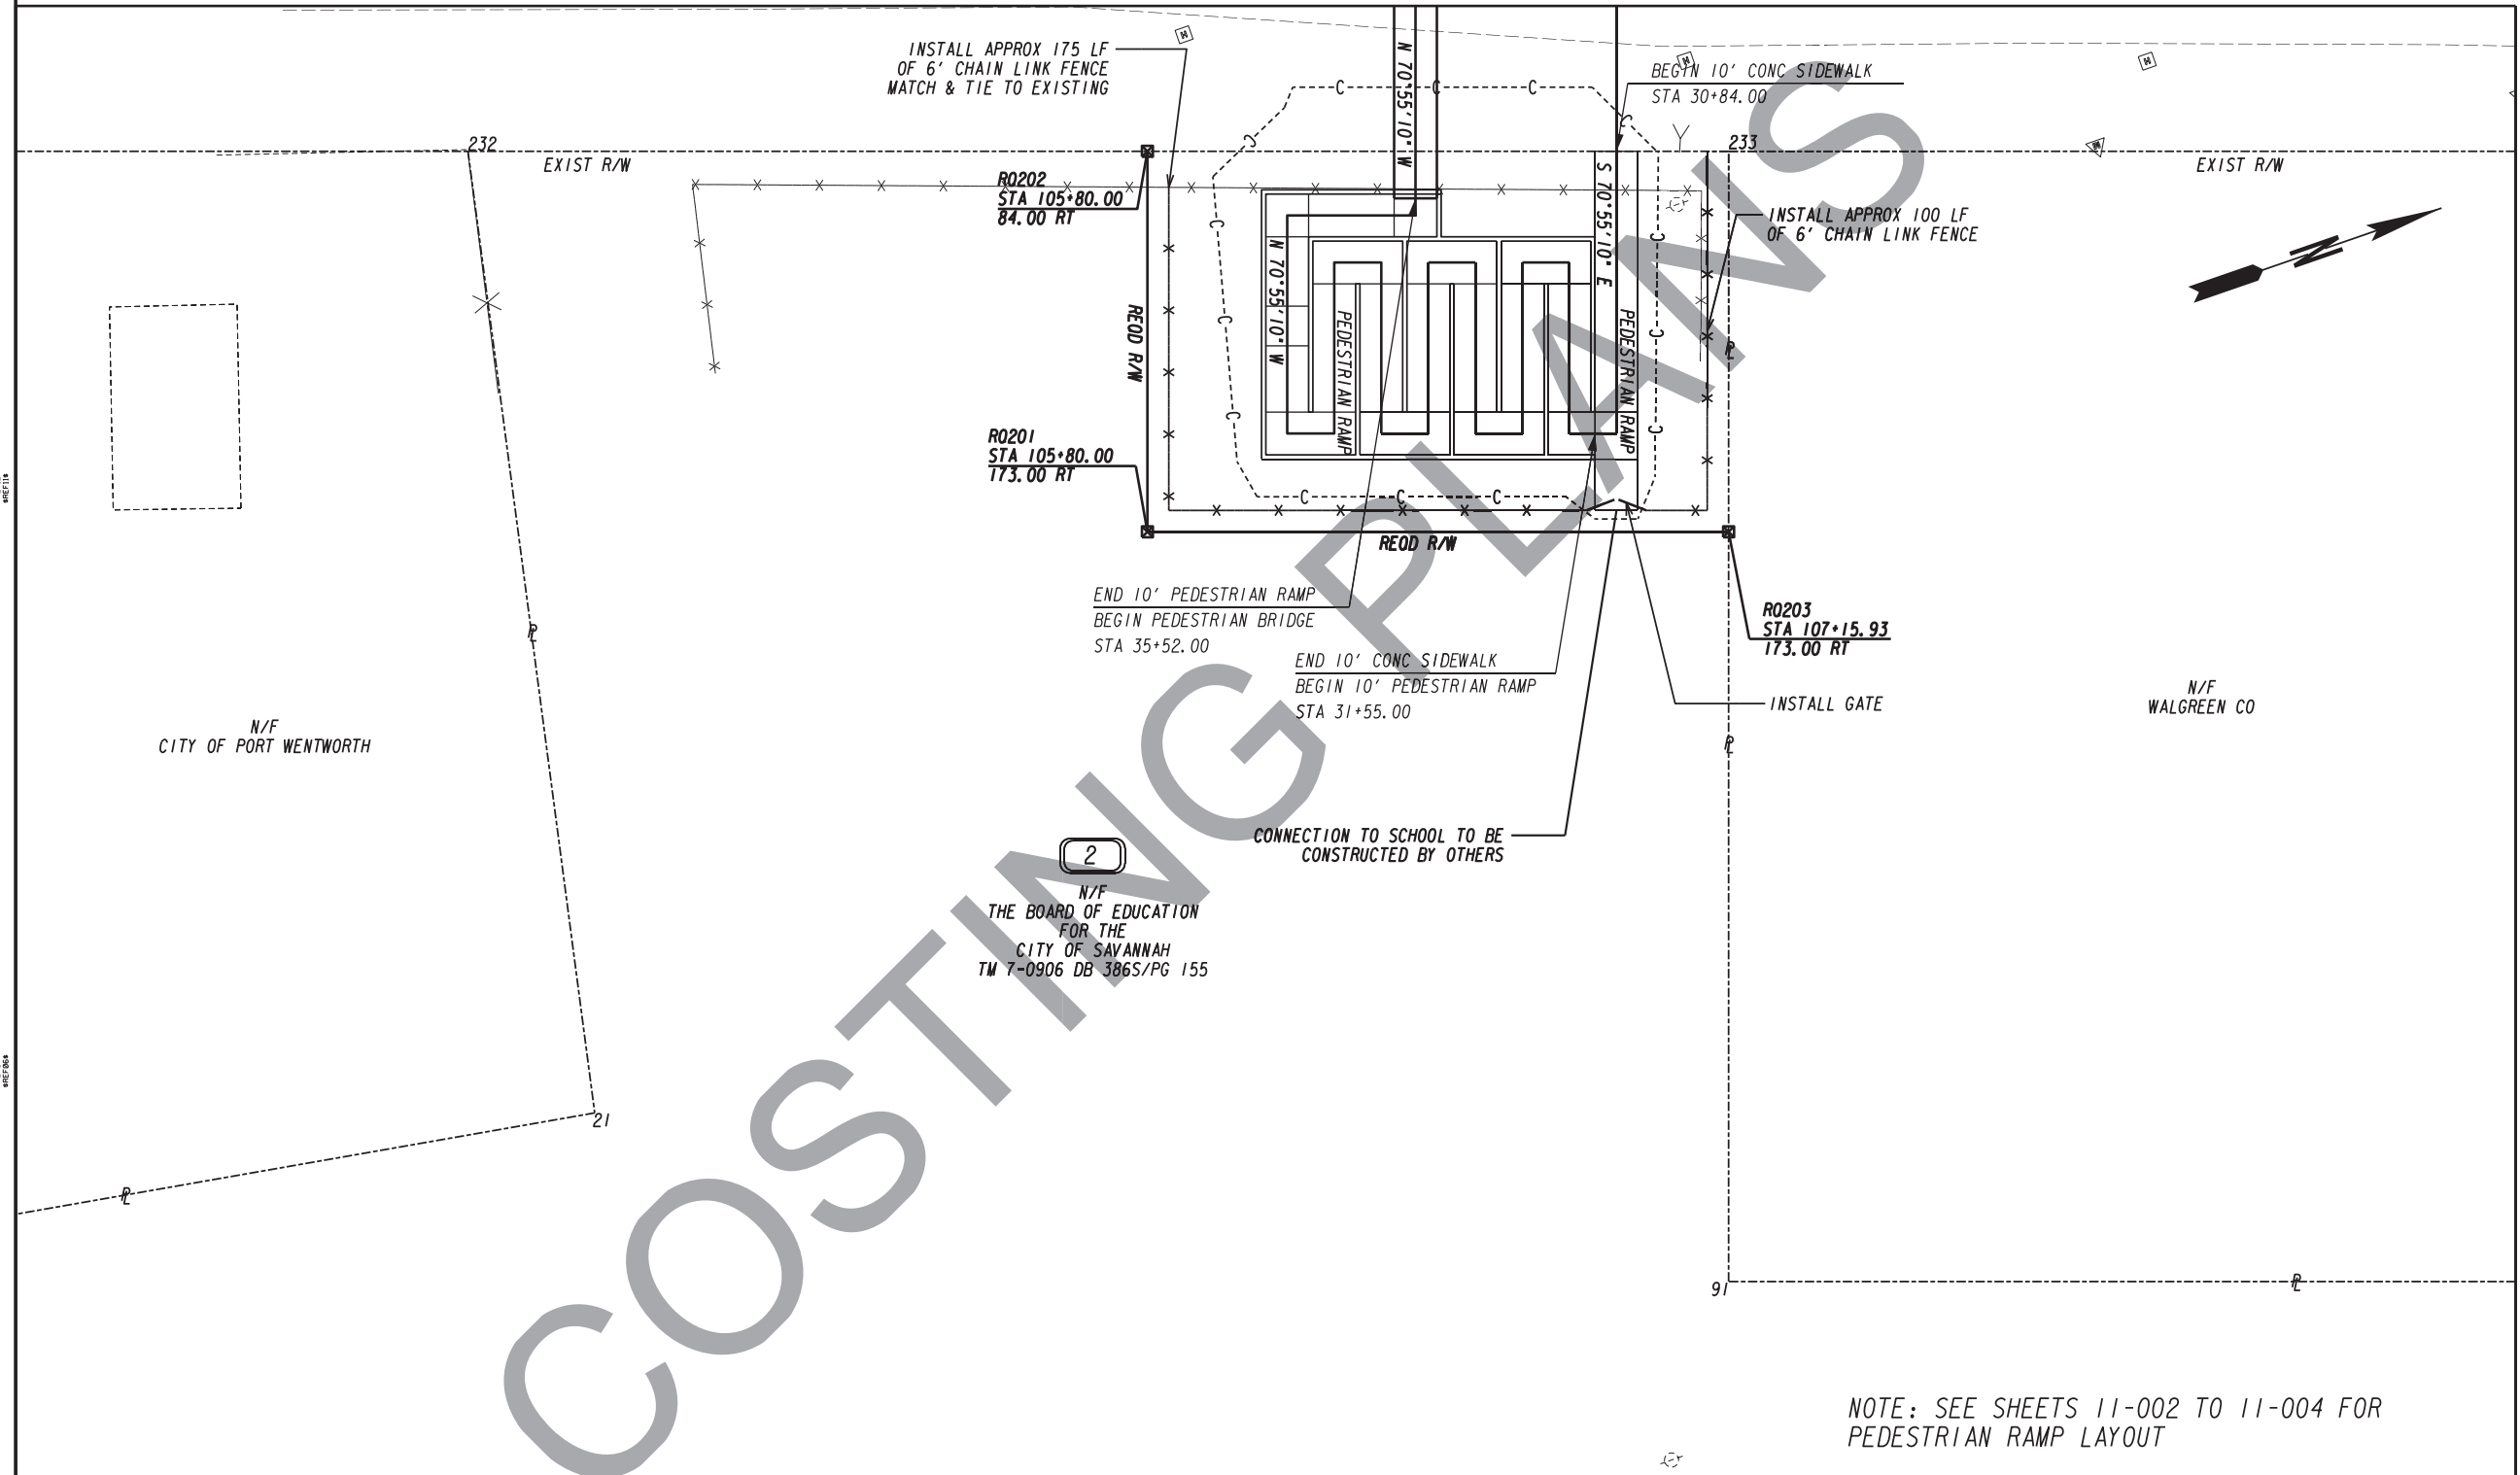 INSTALL APPROX 175 LF
OF 6' CHAIN LINK FENCE
MATCH & TIE TO EXISTING
N 70°55'10" W
BEGIN 10' CONC SIDEWALK
STA 30+84.00
232
EXIST R/W
233
EXIST R/W
RQ202
STA 105+80.00
84.00 RT
S 70°55'10" E
INSTALL APPROX 100 LF
OF 6' CHAIN LINK FENCE
N
N 70°55'10" W
REQD R/W
PEDESTRIAN RAMP
PEDESTRIAN RAMP
RQ201
STA 105+80.00
173.00 RT
REQD R/W
END 10' PEDESTRIAN RAMP
BEGIN PEDESTRIAN BRIDGE
STA 35+52.00
END 10' CONC SIDEWALK
BEGIN 10' PEDESTRIAN RAMP
STA 31+55.00
RQ203
STA 107+15.93
173.00 RT
INSTALL GATE
N/F
WALGREEN CO
N/F
CITY OF PORT WENTWORTH
CONNECTION TO SCHOOL TO BE
CONSTRUCTED BY OTHERS
2
N/F
THE BOARD OF EDUCATION
FOR THE
CITY OF SAVANNAH
TM 7-0906 DB 386S/PG 155
21
91
COSTING PLANS
NOTE: SEE SHEETS 11-002 TO 11-004 FOR
PEDESTRIAN RAMP LAYOUT